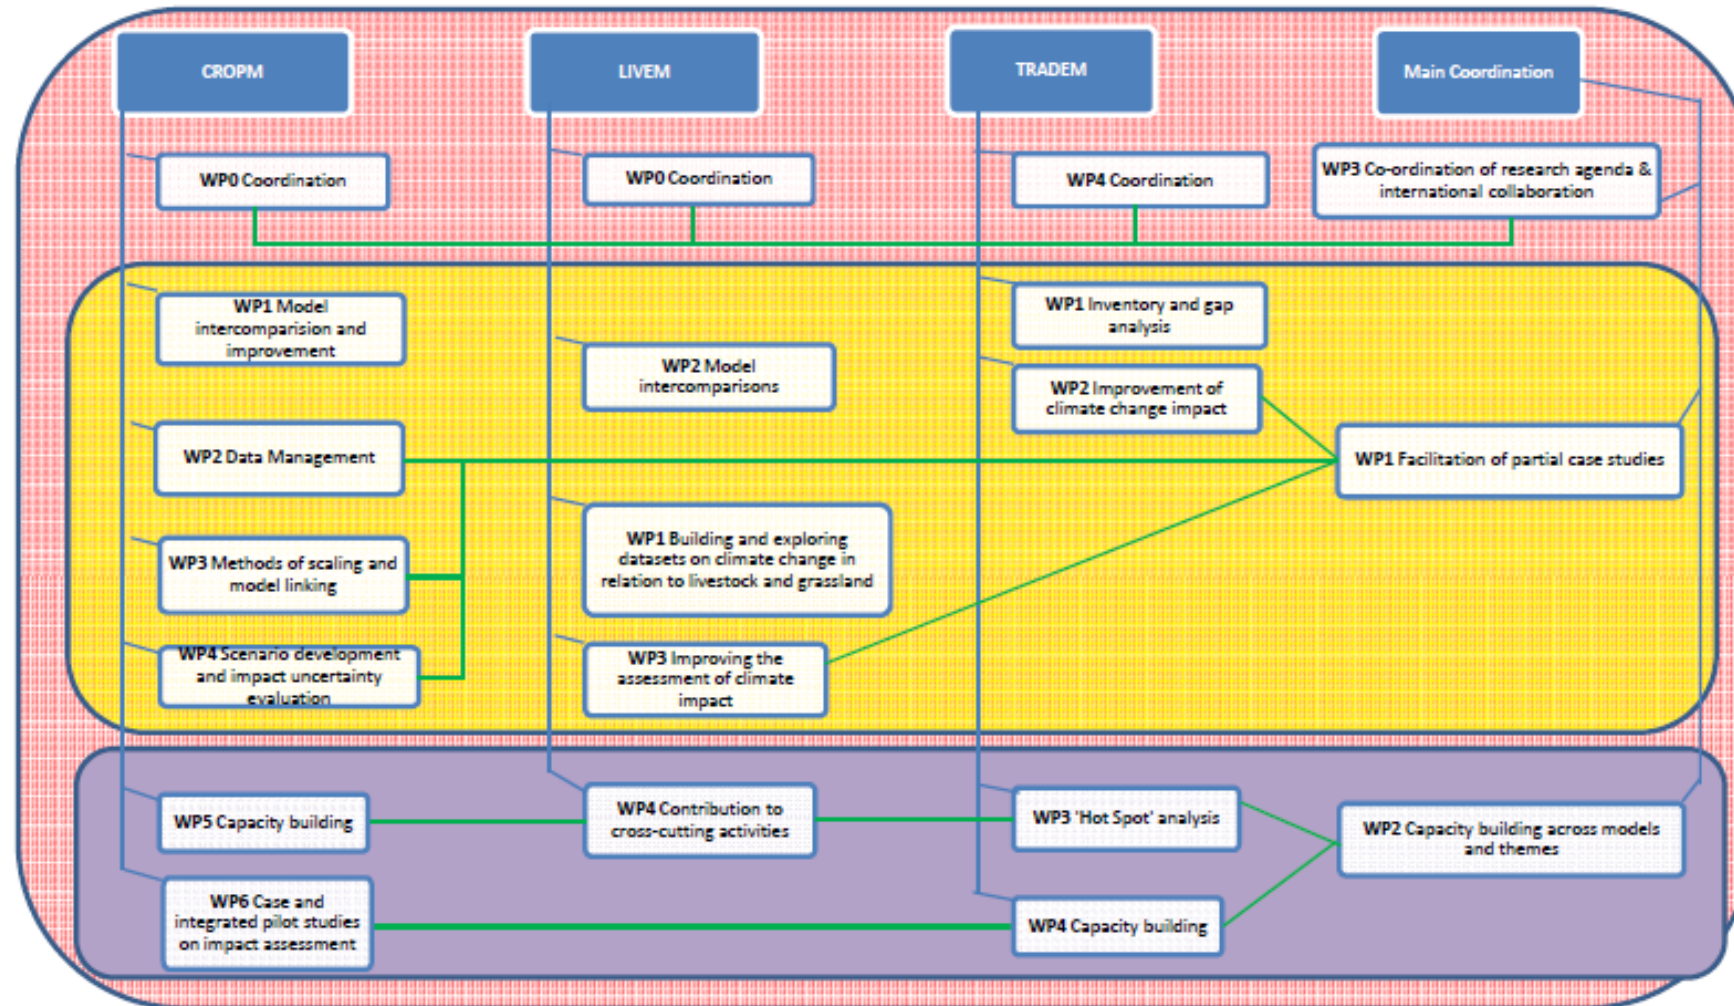 CROPM
LIVEM
TRADEM
Main Coordination
WP0 Coordination
WP0 Coordination
WP4 Coordination
WP3 Co-ordination of research agenda &
international collaboration
WP1 Model
intercomparision and
improvement
WP2 Model
intercomparisons
WP1 Inventory and gap
analysis
WP2 Improvement of
climate change impact
WP2 Data Management
WP1 Facilitation of partial case studies
WP3 Methods of scaling and
model linking
WP1 Building and exploring
datasets on climate change in
relation to livestock and grassland
WP4 Scenario development
and impact uncertainty
evaluation
WP3 Improving the
assessment of climate
impact
WP5 Capacity building
WP4 Contribution to
cross-cutting activities
WP3 'Hot Spot' analysis
WP2 Capacity building across models
and themes
WP6 Case and
integrated pilot studies
on impact assessment
WP4 Capacity building